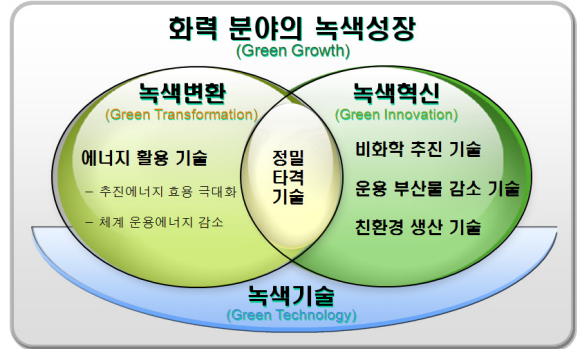 화력 분야의 녹색성장
(Green Growth)
녹색변환
(Green Transformation)
에너지 활용 기술
- 추진에너지 효용 극대화
- 체계 운용에너지 감소
정밀
타격
기술
녹색혁신
(Green Innovation)
비화학 추진 기술
운용 부산물 감소 기술
친환경 생산 기술
녹색기술
(Green Technology)